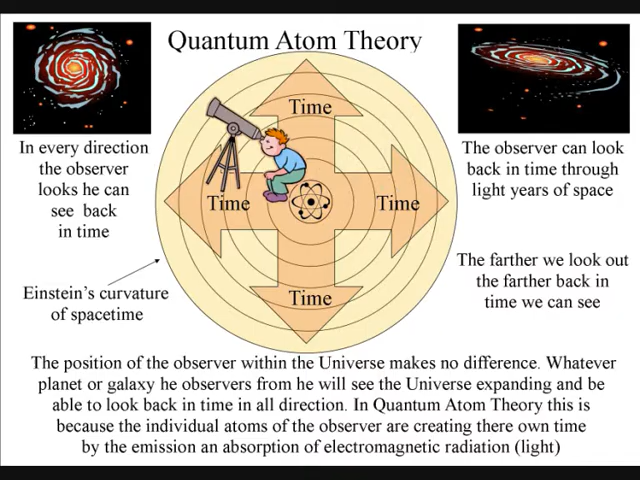 Quantum Atom Theory
In every direction
the observer
looks he can
see back
in time
Time
Time
Time
Time
The observer can look
back in time through
light years of space
Einstein's curvature
of spacetime
The farther we look out
the farther back in
time we can see
The position of the observer within the Universe makes no difference. Whatever
planet or galaxy he observers from he will see the Universe expanding and be
able to look back in time in all direction. In Quantum Atom Theory this is
because the individual atoms of the observer are creating there own time
by the emission an absorption of electromagnetic radiation (light)